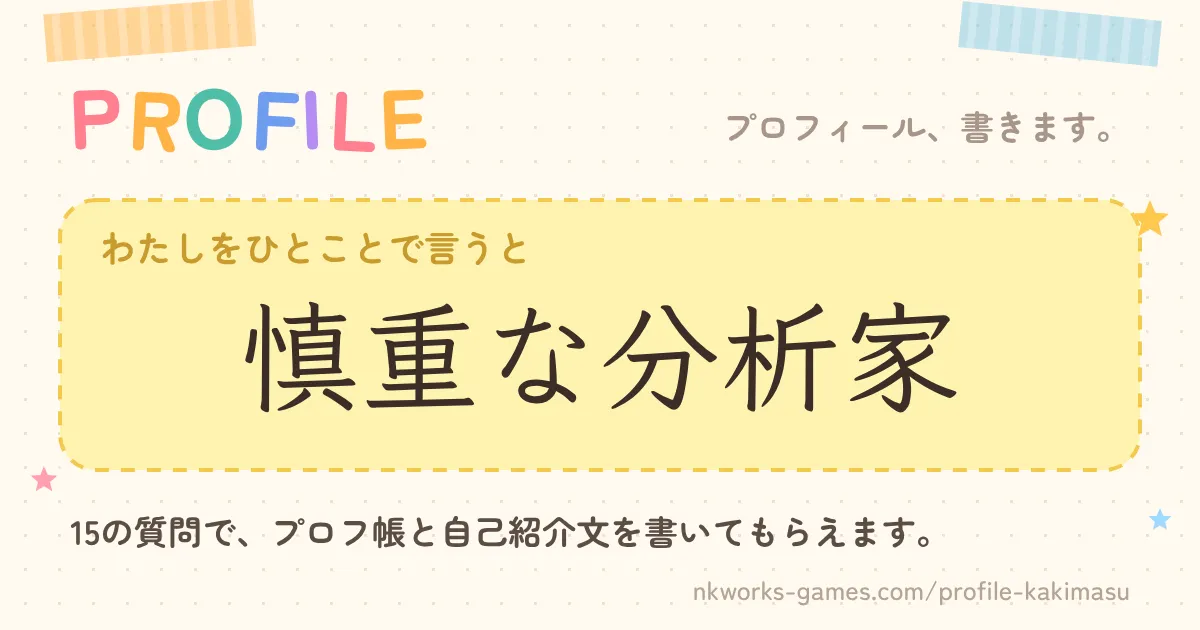 PROFILE
プロフィール、書きます。
わたしをひとことで言うと
慎重な分析家
15の質問で、プロフ帳と自己紹介文を書いてもらえます。
nkworks-games.com/profile-kakimasu